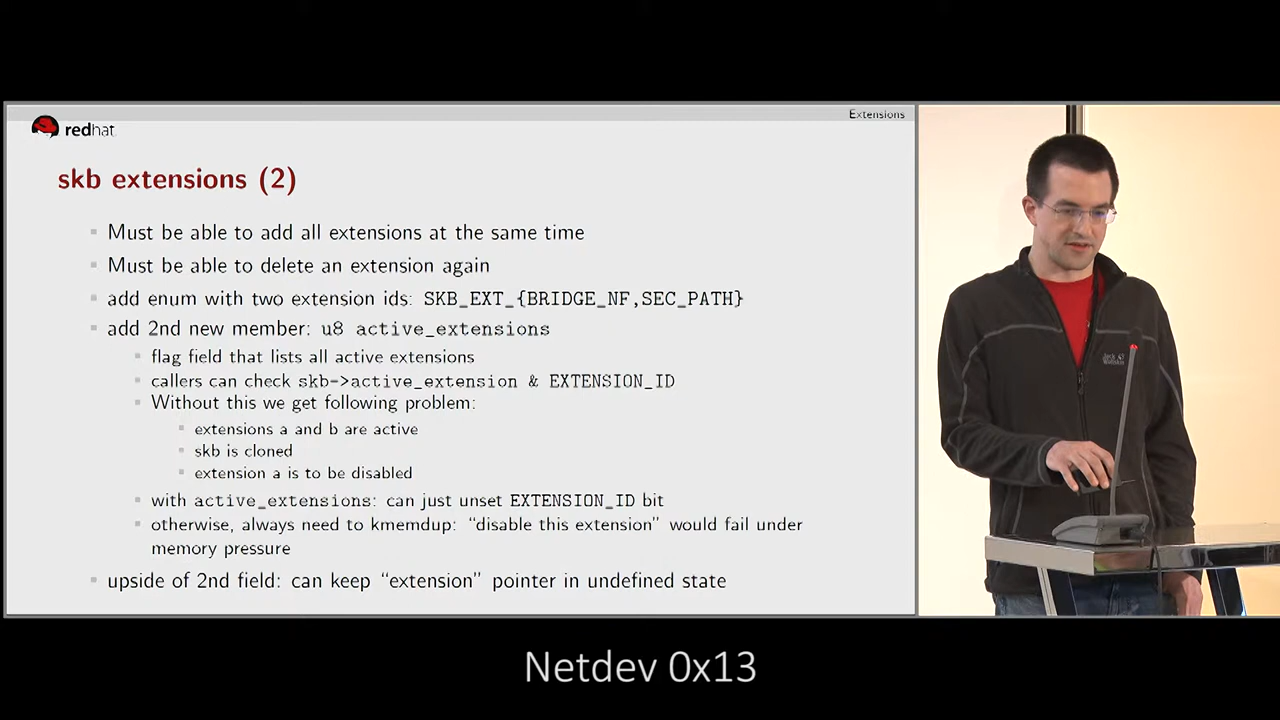 Extensions
redhat.
skb extensions (2)
Must be able to add all extensions at the same time
Must be able to delete an extension again
add enum with two extension ids: SKB_EXT_{BRIDGE_NF,SEC_PATH}
add 2nd new member: u8 active_extensions
flag field that lists all active extensions
callers can check skb->active_extension & EXTENSION_ID
Without this we get following problem:
extensions a and b are active
skb is cloned
extension a is to be disabled
with active_extensions: can just unset EXTENSION_ID bit
otherwise, always need to kmemdup: “disable this extension” would fail under
memory pressure
upside of 2nd field: can keep “extension” pointer in undefined state
Jack
Wolfskin
Netdev 0x13